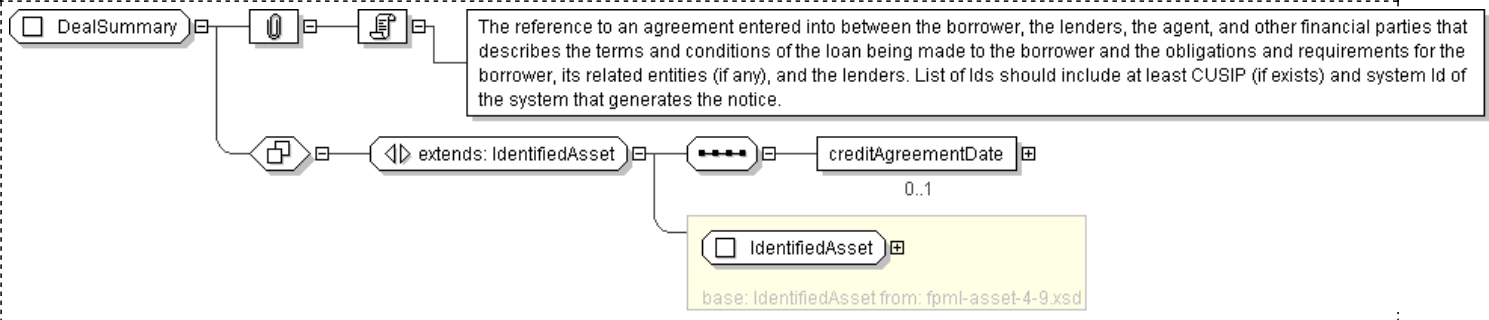 DealSummary
The reference to an agreement entered into between the borrower, the lenders, the agent, and other financial parties that
describes the terms and conditions of the loan being made to the borrower and the obligations and requirements for the
borrower, its related entities (if any), and the lenders. List of Ids should include at least CUSIP (if exists) and system Id of
the system that generates the notice.
extends: IdentifiedAsset
creditAgreementDate
0..1
IdentifiedAsset
base: IdentifiedAsset from: fpml-asset-4-9.xsd